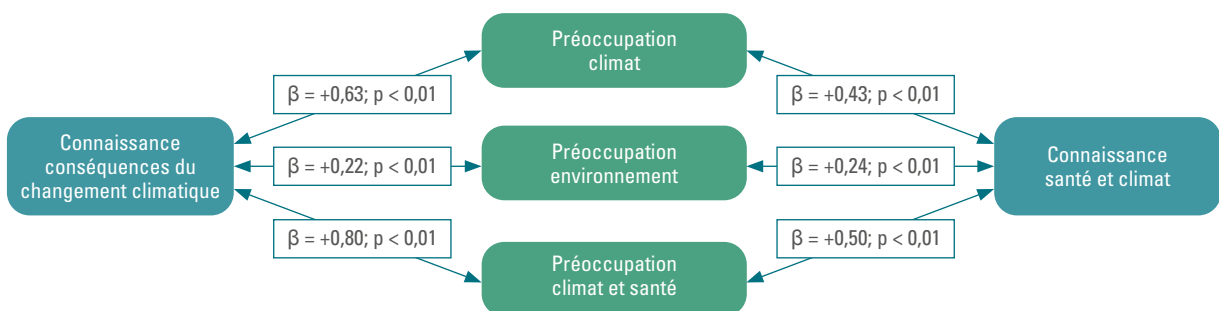 Préoccupation
climat
β = +0,63; p < 0,01
β = +0,43; p < 0,01
Connaissance
conséquences du
changement climatique
β = +0,22; p < 0,01
Préoccupation
environnement
β = +0,24; p < 0,01
Connaissance
santé et climat
β = +0,80; p < 0,01
β = +0,50; p < 0,01
Préoccupation
climat et santé